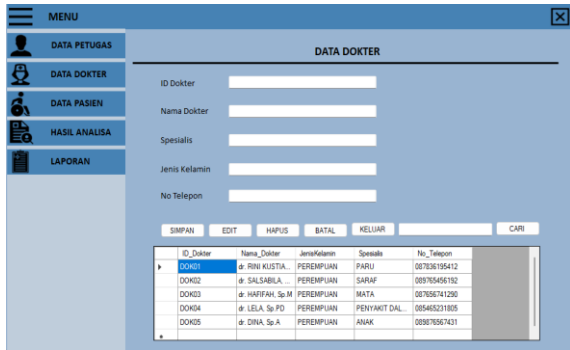 MENU
DATA PETUGAS
DATA DOKTER
DATA PASIEN
HASIL ANALISA
LAPORAN
DATA DOKTER
ID Dokter
Nama Dokter
Spesialis
Jenis Kelamin
No Telepon
SIMPAN EDIT HAPUS BATAL KELUAR CARI
ID_Dokter Nama_Dokter JenisKelamin Spesialis No_Telepon
DOK01 dr. RINI KUSTIA... PEREMPUAN PARU 087836195412
DOK02 dr. SALSABILA, ... PEREMPUAN SARAF 089765456192
DOK03 dr. HAFIFAH, Sp.M PEREMPUAN MATA 087656741290
DOK04 dr. LELA, Sp.PD PEREMPUAN PENYAKIT DAL... 085465231805
DOK05 dr. DINA, Sp.A PEREMPUAN ANAK 089876567431